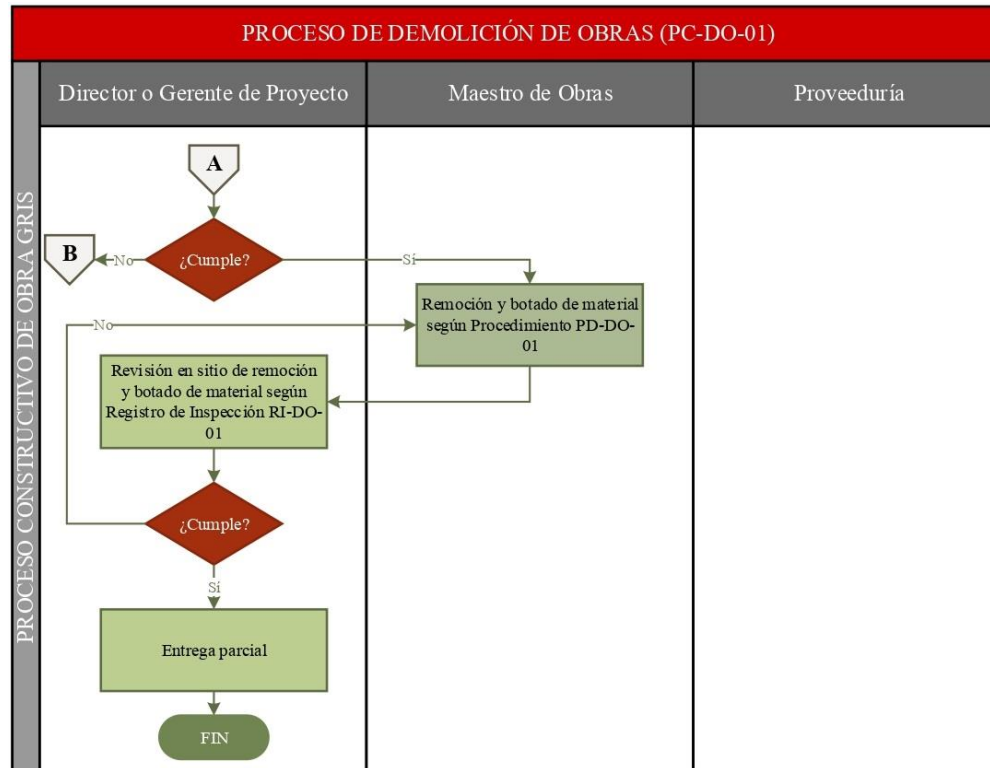 PROCESO DE DEMOLICIÓN DE OBRAS (PC-DO-01)
Director o Gerente de Proyecto
Maestro de Obras
Proveeduría
PROCESO CONSTRUCTIVO DE OBRA GRIS
A
B
No
¿Cumple?
Sí
Remoción y botado de material
según Procedimiento PD-DO-
01
No
Revisión en sitio de remoción
y botado de material según
Registro de Inspección RI-DO-
01
¿Cumple?
Sí
Entrega parcial
FIN